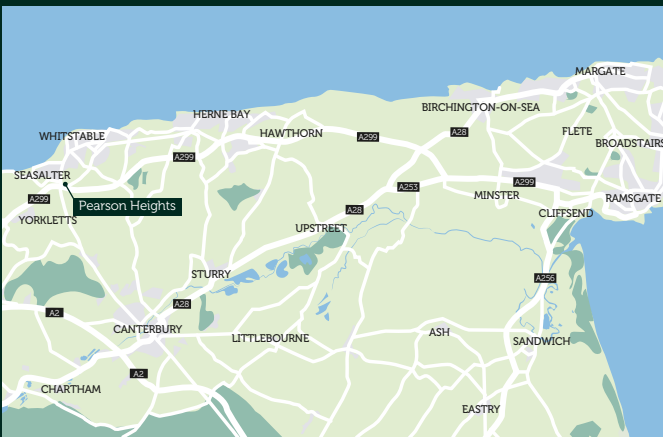 MARGATE
BIRCHINGTON-ON-SEA
HERNE BAY
WHITSTABLE
HAWTHORN
A299
A28
FLETE
BROADSTAIRS
A299
SEASALTER
A299
A253
A299
MINSTER
RAMSGATE
Pearson Heights
A28
CLIFFSEND
YORKLETTS
UPSTREET
STURRY
A256
A28
A2
CANTERBURY
LITTLEBOURNE
ASH
SANDWICH
A2
CHARTHAM
EASTRY